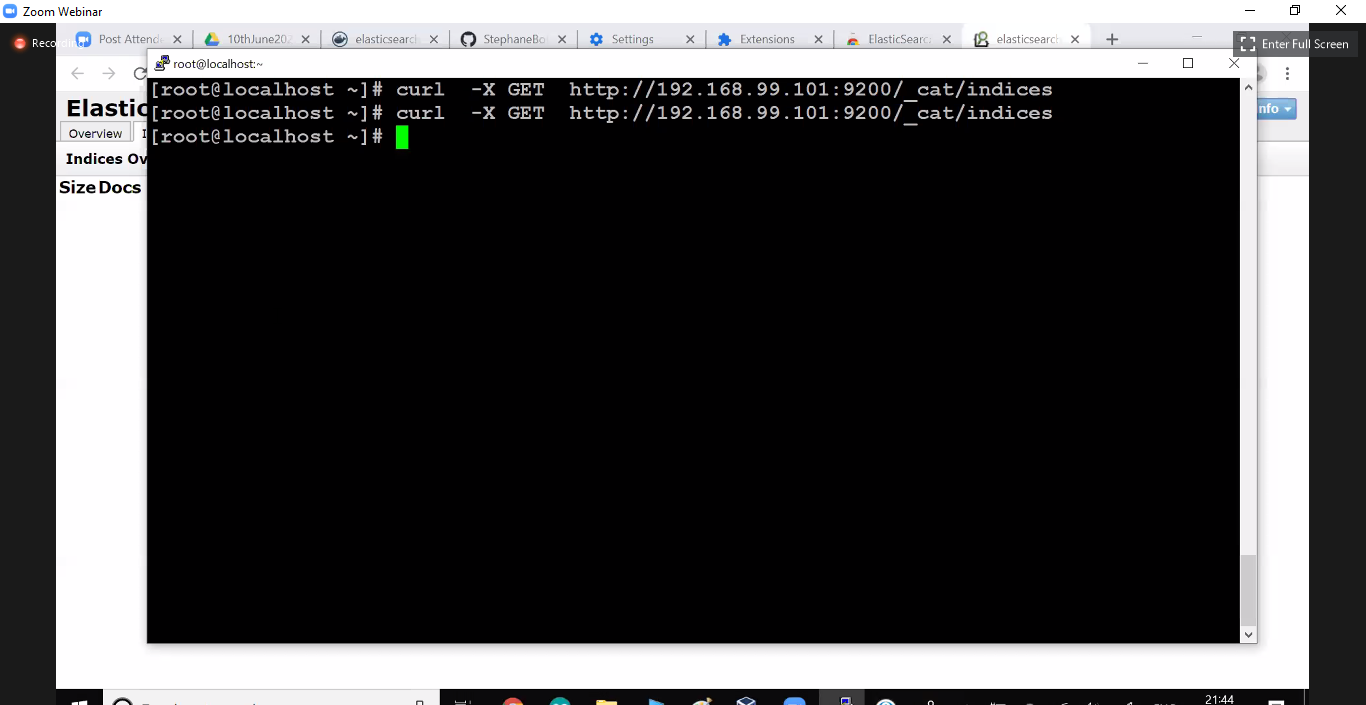 Zoom Webinar
Recording
Post Attend
10thJune202
elasticsearch
StephaneBo
Settings
Extensions
ElasticSearc
elasticsearch
Enter Full Screen
root@localhost:~
Elastic
Overview
Indices Ov
Size Docs
nfo
[root@localhost ~]# curl  -X GET  http://192.168.99.101:9200/_cat/indices
[root@localhost ~]# curl  -X GET  http://192.168.99.101:9200/_cat/indices
[root@localhost ~]#
21:44